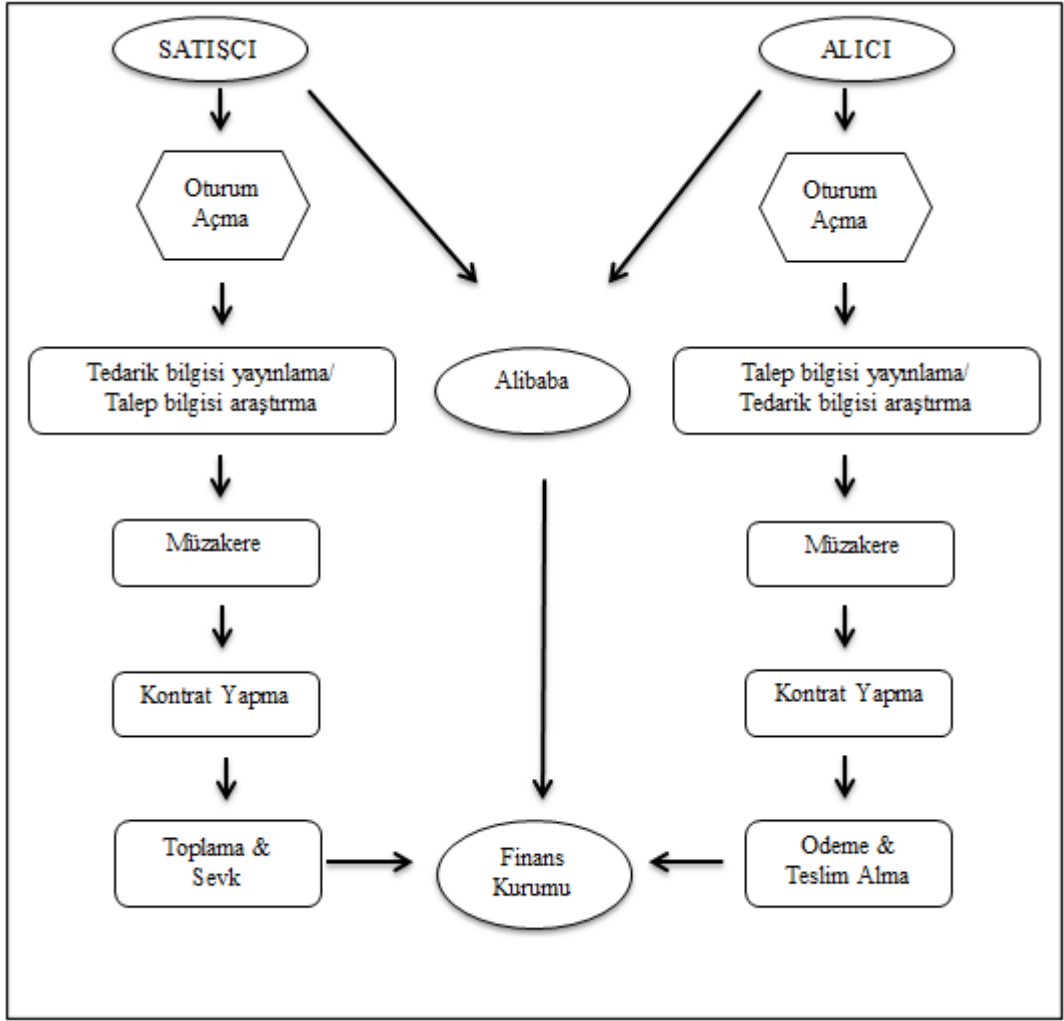 SATIŞÇI
ALICI
Oturum
Açma
Oturum
Açma
Tedarik bilgisi yayınlama/
Talep bilgisi araştırma
Alibaba
Talep bilgisi yayınlama/
Tedarik bilgisi araştırma
Müzakere
Müzakere
Kontrat Yapma
Kontrat Yapma
Toplama &
Sevk
Finans
Kurumu
Odeme &
Teslim Alma